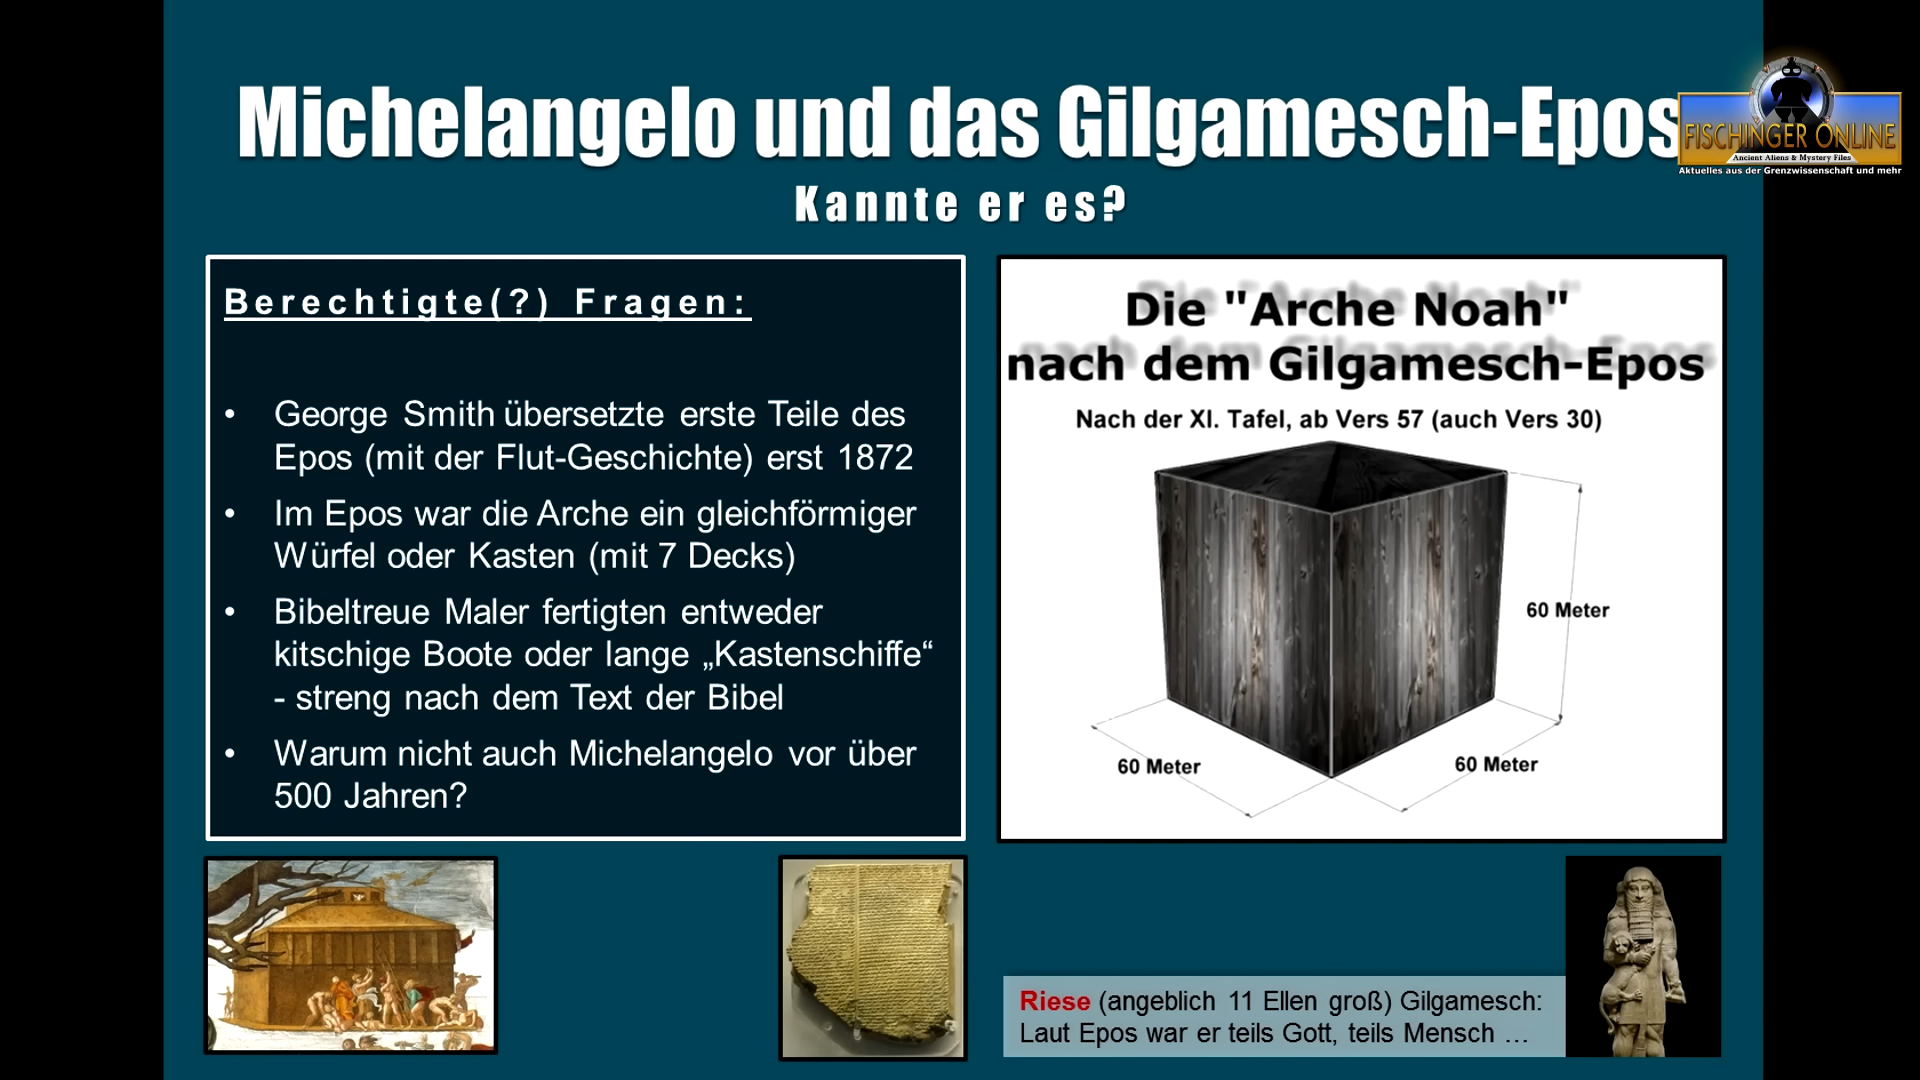 Michelangelo und das Gilgamesch-Epos
Kannte er es?
FISCHINGER ONLINE
Ancient Aliens & Mystery Files
Aktuelles aus der Grenzwissenschaft und mehr
Berechtigte(?) Fragen:
• George Smith übersetzte erste Teile des
Epos (mit der Flut-Geschichte) erst 1872
• Im Epos war die Arche ein gleichförmiger
Würfel oder Kasten (mit 7 Decks)
• Bibeltreue Maler fertigten entweder
kitschige Boote oder lange „Kastenschiffe“
- streng nach dem Text der Bibel
• Warum nicht auch Michelangelo vor über
500 Jahren?
Die "Arche Noah"
nach dem Gilgamesch-Epos
Nach der XI. Tafel, ab Vers 57 (auch Vers 30)
60 Meter
60 Meter
60 Meter
Riese (angeblich 11 Ellen groß) Gilgamesch:
Laut Epos war er teils Gott, teils Mensch …